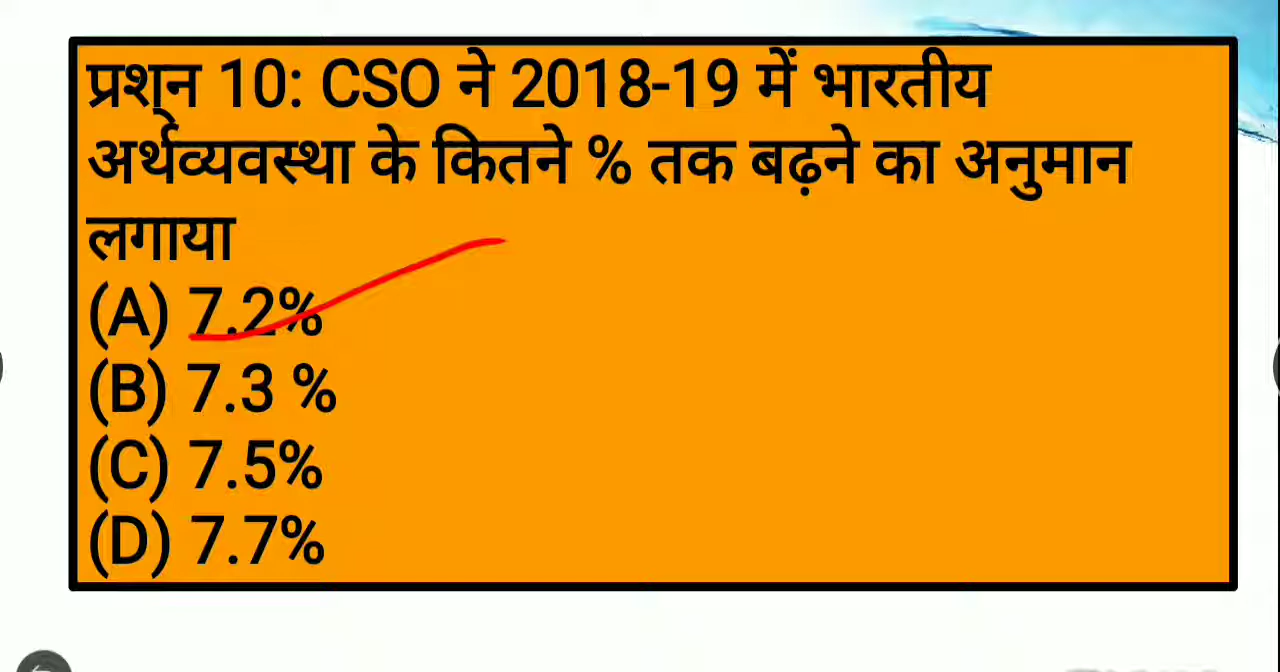 प्रश्न 10: CSO ने 2018-19 में भारतीय
अर्थव्यवस्था के कितने % तक बढ़ने का अनुमान
लगाया
(A) 7.2%
(B) 7.3 %
(C) 7.5%
(D) 7.7%